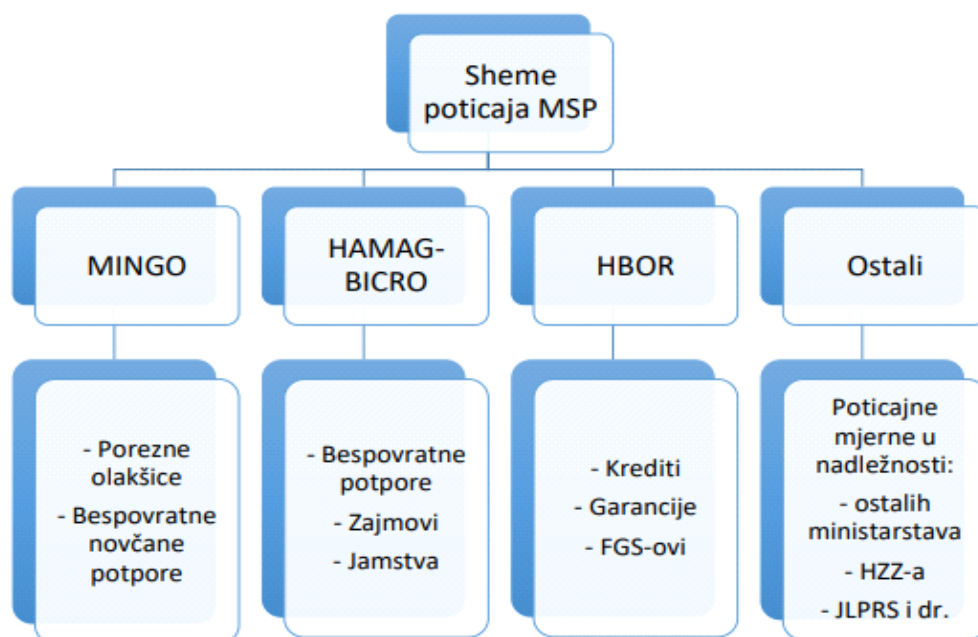 Sheme
poticaja MSP
MINGO
HAMAG-
BICRO
HBOR
Ostali
- Porezne
olakšice
- Bespovratne
novčane
potpore
- Bespovratne
potpore
- Zajmovi
- Jamstva
- Krediti
- Garancije
- FGS-ovi
Poticajne
mjerne u
nadležnosti:
- ostalih
ministarstava
- HZZ-a
- JLPRS i dr.